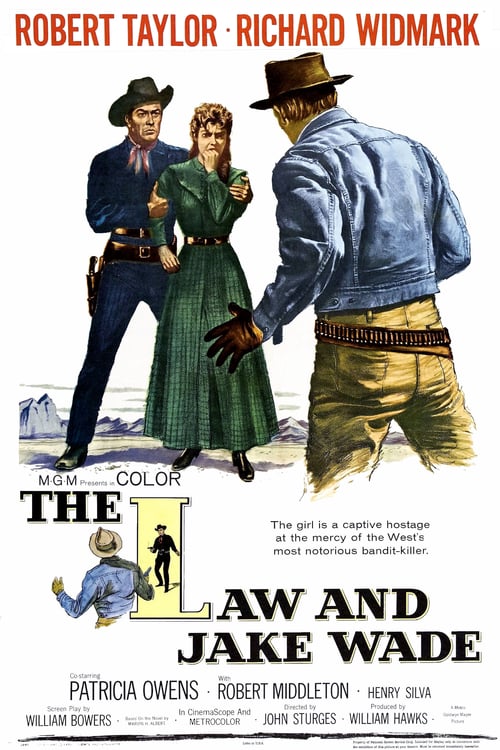 ROBERT TAYLOR · RICHARD WIDMARK
M-G-M Presents in COLOR
THE LAW AND
JAKE WADE
The girl is a captive hostage
at the mercy of the West's
most notorious bandit-killer.
Co-starring
PATRICIA OWENS · With ROBERT MIDDLETON · HENRY SILVA
Screen Play by
WILLIAM BOWERS · Based On the Novel by MARVIN H. ALBERT · In CinemaScope And METROCOLOR · Directed by JOHN STURGES · Produced by WILLIAM HAWKS ·